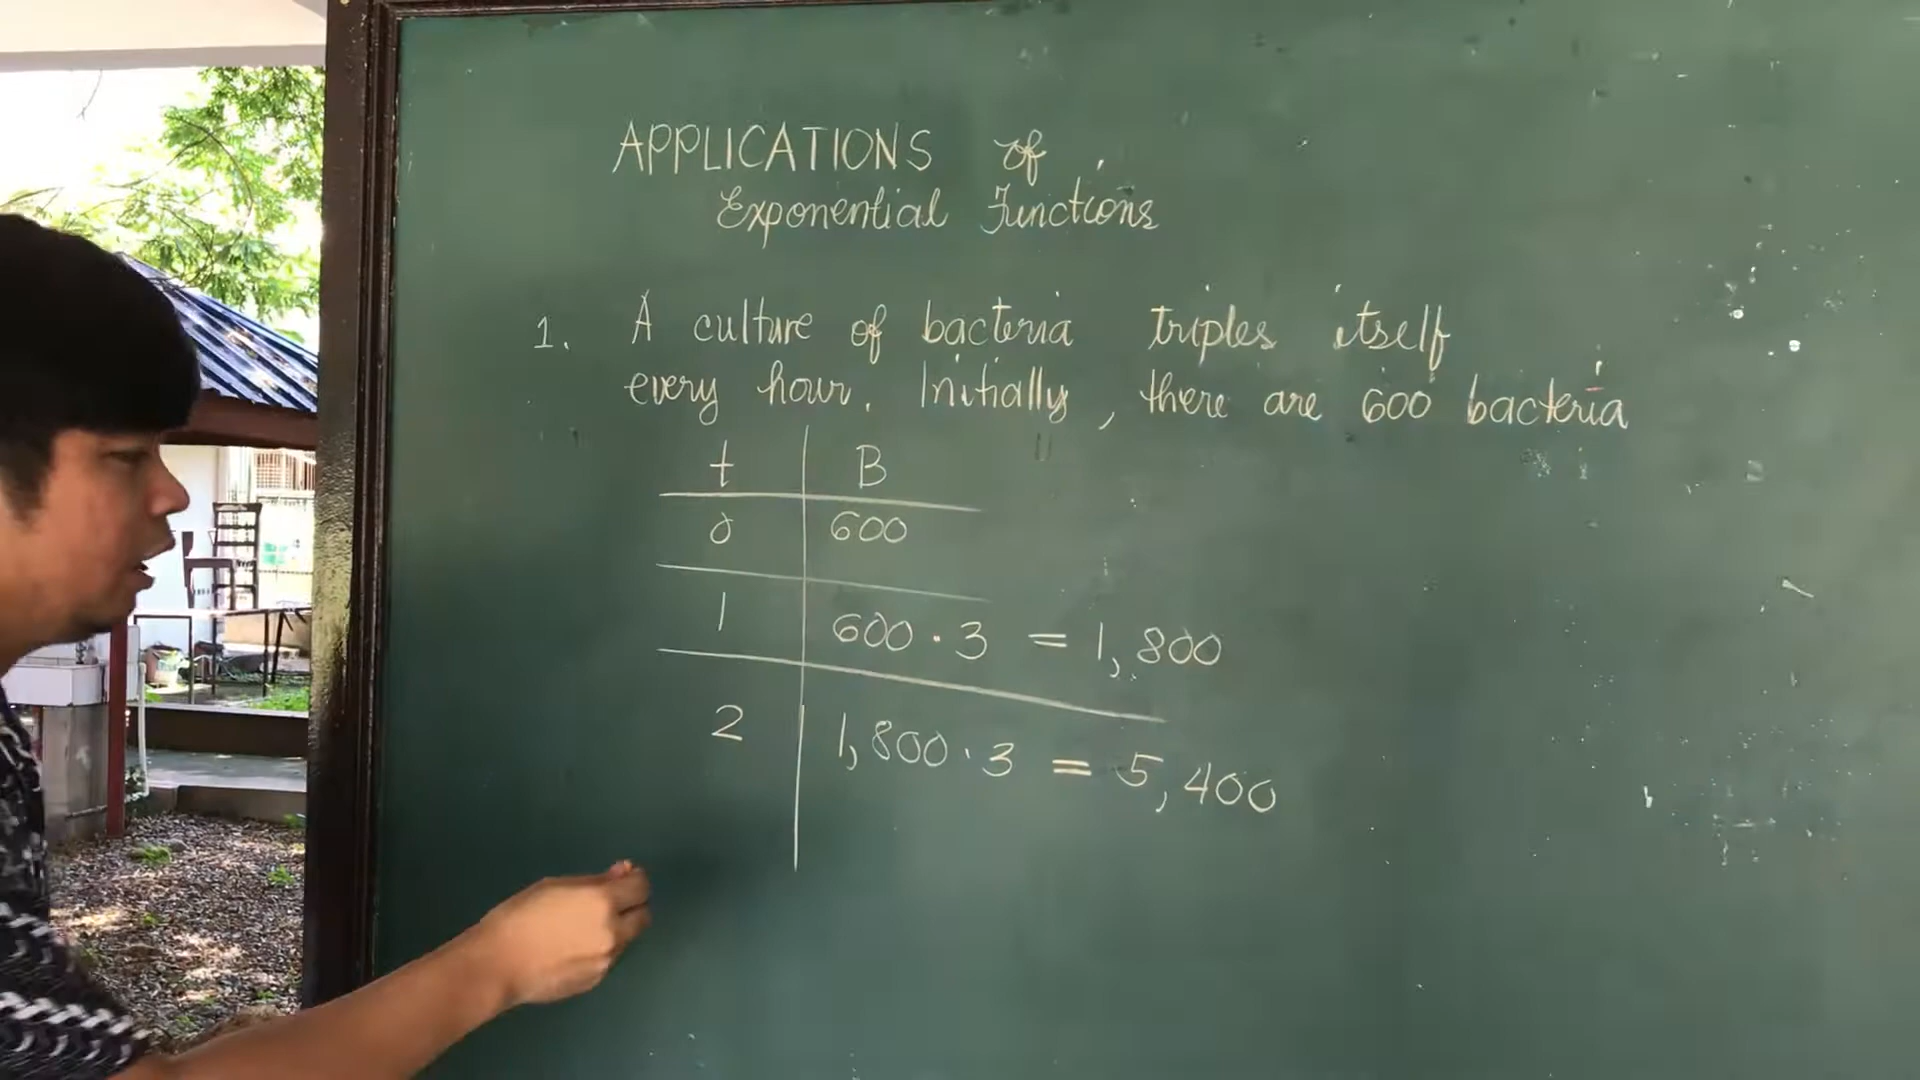 APPLICATIONS of
Exponential Functions
1. A culture of bacteria triples itself
every hour. Initially, there are 600 bacteria
t B
0 600
1 600 · 3 = 1,800
2 1,800 · 3 = 5,400